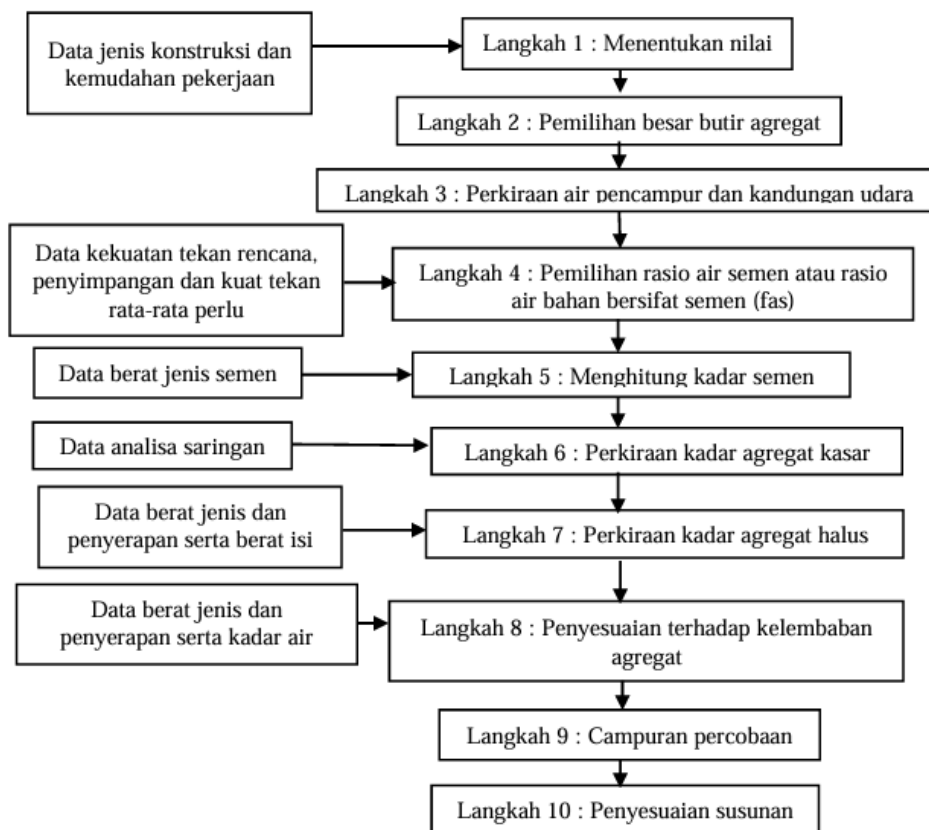 Data jenis konstruksi dan
kemudahan pekerjaan
Langkah 1 : Menentukan nilai
Langkah 2 : Pemilihan besar butir agregat
Langkah 3 : Perkiraan air pencampur dan kandungan udara
Data kekuatan tekan rencana,
penyimpangan dan kuat tekan
rata-rata perlu
Langkah 4 : Pemilihan rasio air semen atau rasio
air bahan bersifat semen (fas)
Data berat jenis semen
Langkah 5 : Menghitung kadar semen
Data analisa saringan
Langkah 6 : Perkiraan kadar agregat kasar
Data berat jenis dan
penyerapan serta berat isi
Langkah 7 : Perkiraan kadar agregat halus
Data berat jenis dan
penyerapan serta kadar air
Langkah 8 : Penyesuaian terhadap kelembaban
agregat
Langkah 9 : Campuran percobaan
Langkah 10 : Penyesuaian susunan